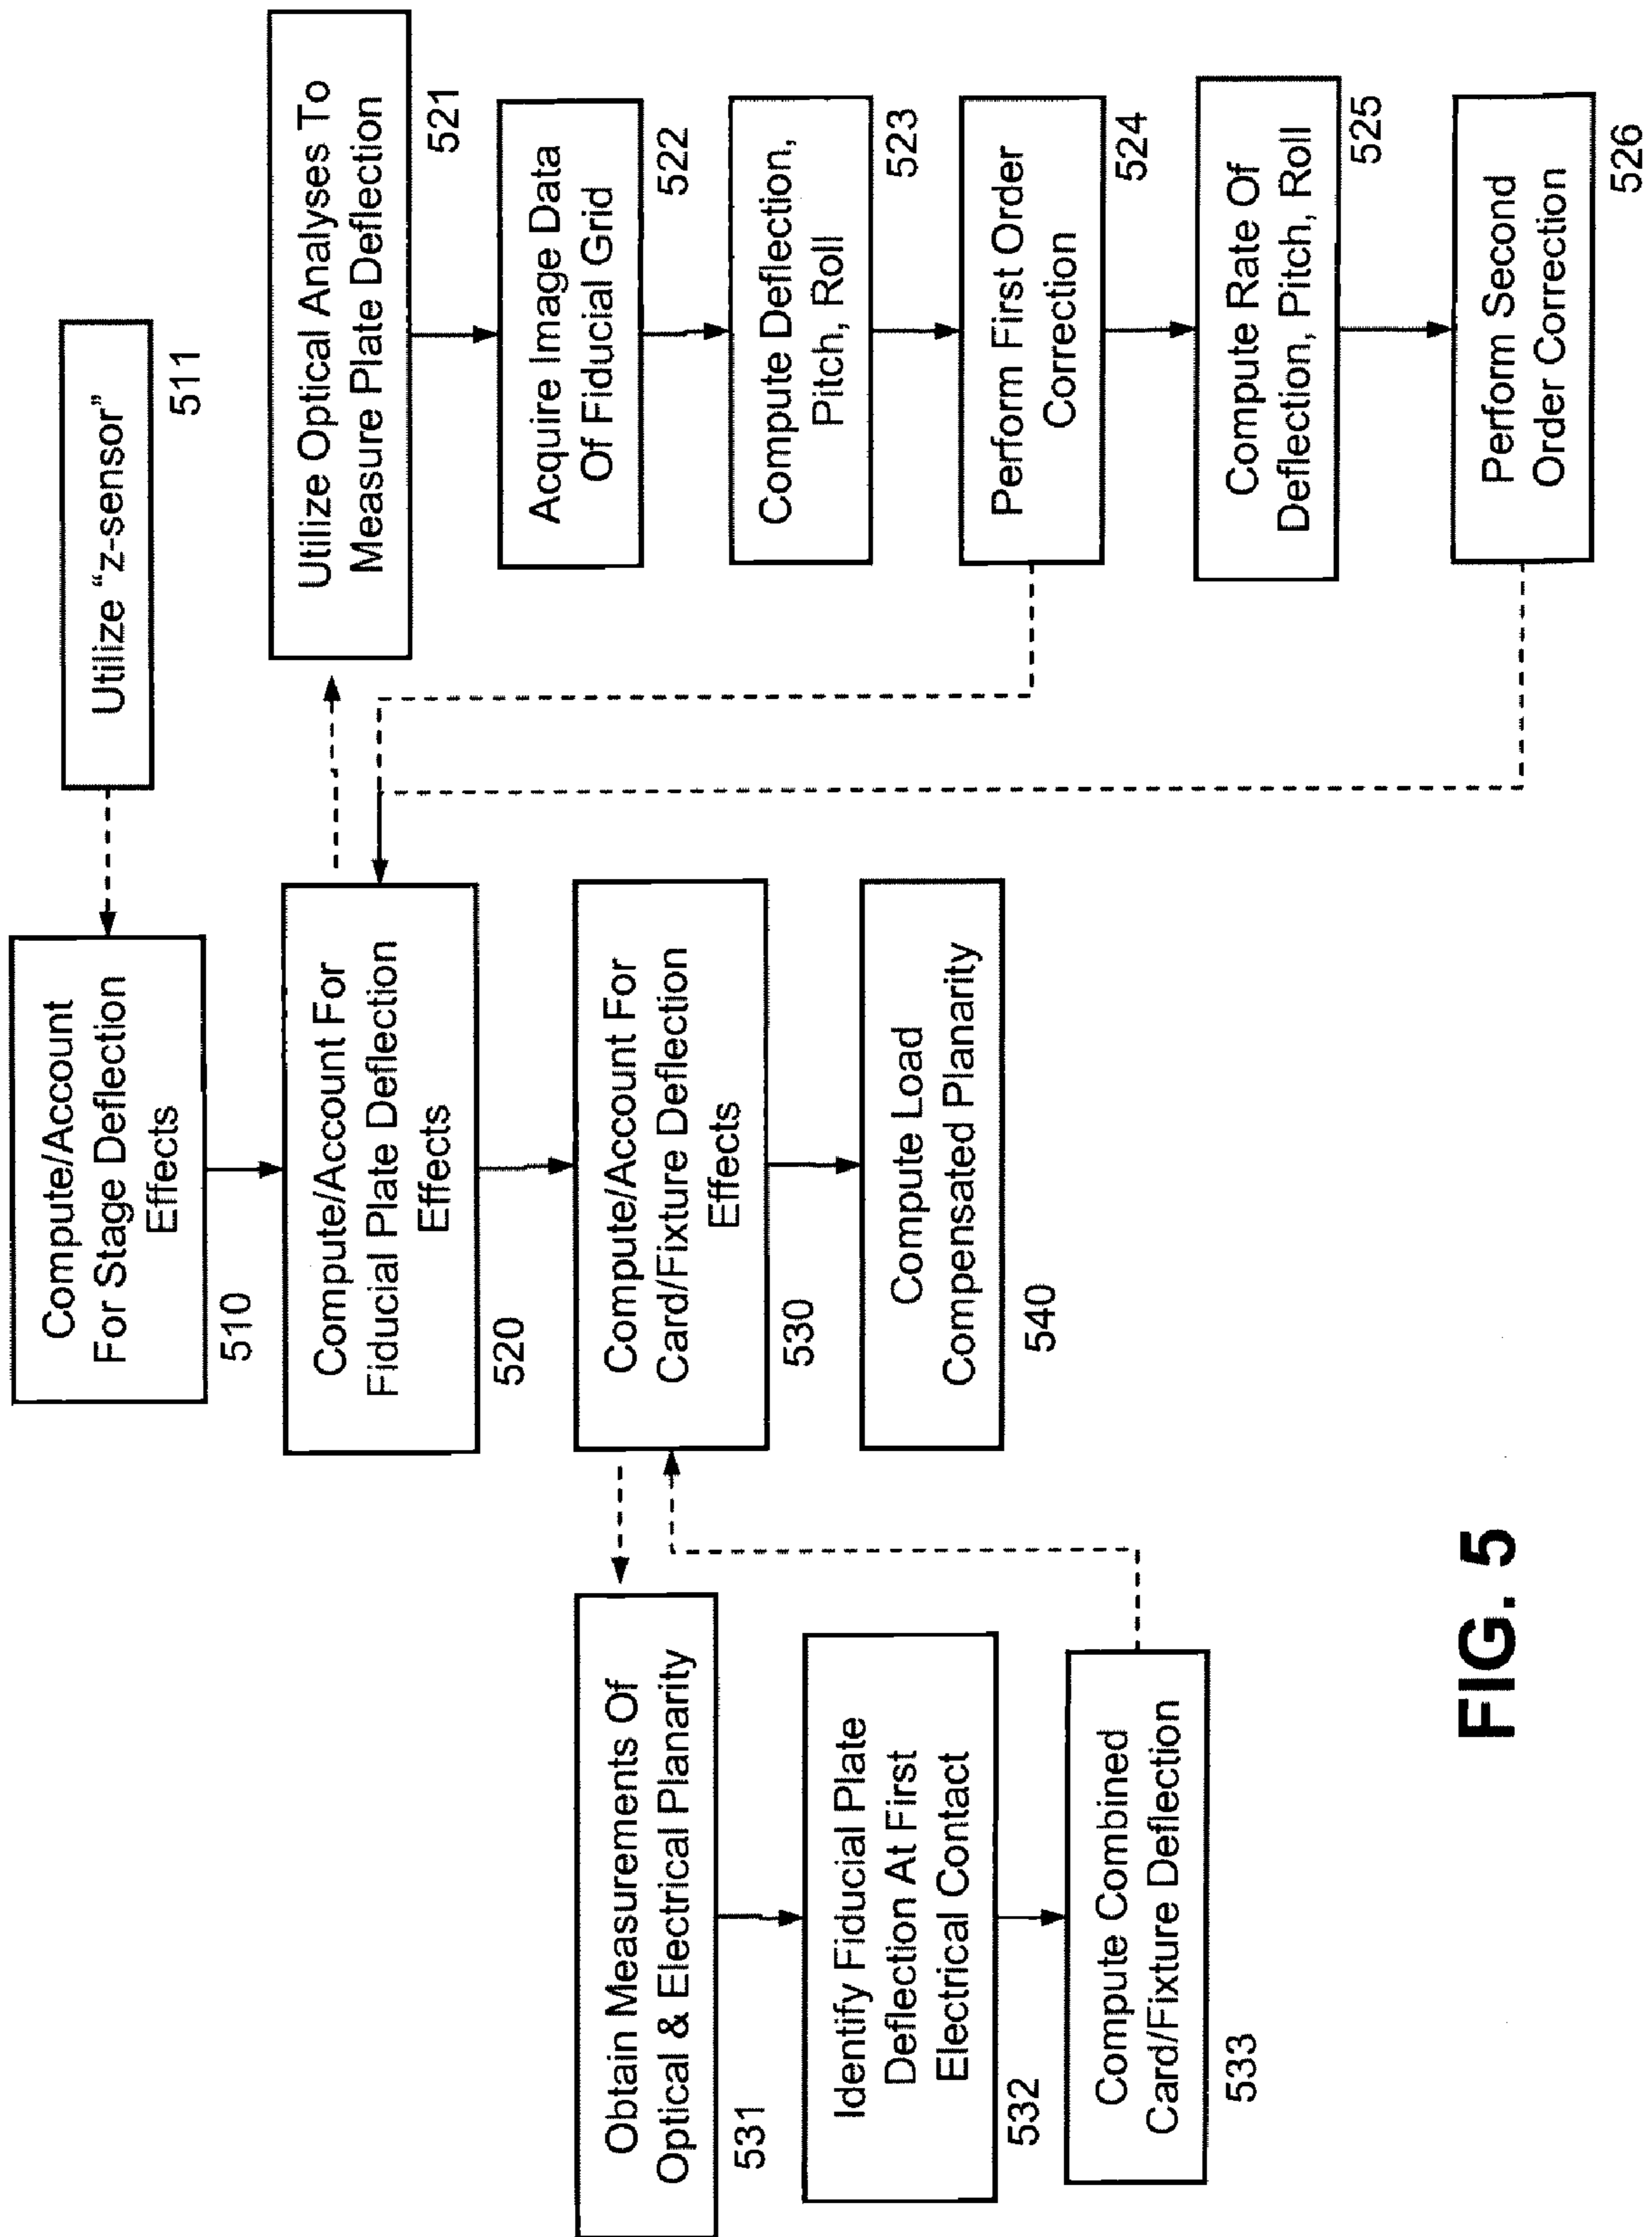 Compute/Account
For Stage Deflection
Effects
510
Utilize “z-sensor”
511
Compute/Account For
Fiducial Plate Deflection
Effects
520
Utilize Optical Analyses To
Measure Plate Deflection
521
Acquire Image Data
Of Fiducial Grid
522
Compute Deflection,
Pitch, Roll
523
Perform First Order
Correction
524
Compute Rate Of
Deflection, Pitch, Roll
525
Perform Second
Order Correction
526
Compute/Account For
Card/Fixture Deflection
Effects
530
Obtain Measurements Of
Optical & Electrical Planarity
531
Identify Fiducial Plate
Deflection At First
Electrical Contact
532
Compute Combined
Card/Fixture Deflection
533
Compute Load
Compensated Planarity
540
FIG. 5